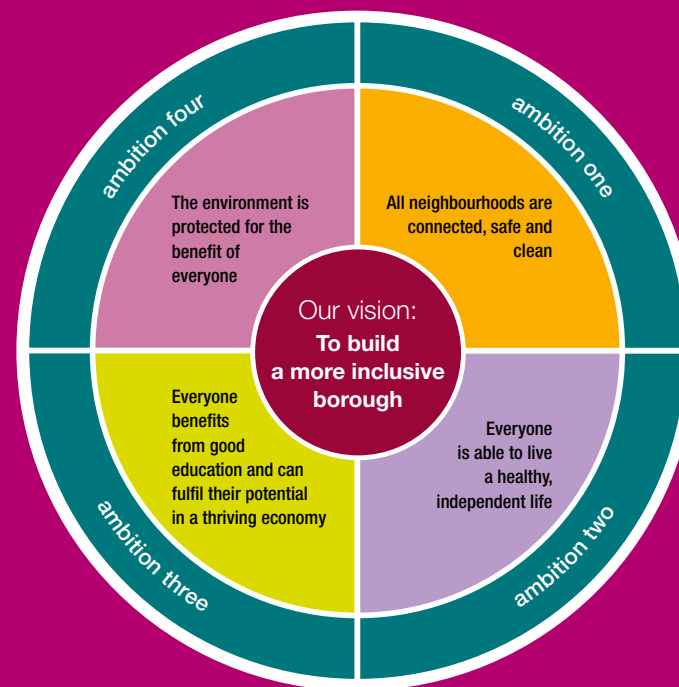 Our vision:
To build
a more inclusive
borough
ambition one
All neighbourhoods are
connected, safe and
clean
ambition two
Everyone
is able to live
a healthy,
independent life
ambition three
Everyone
benefits
from good
education and can
fulfil their potential
in a thriving economy
ambition four
The environment is
protected for the
benefit of
everyone